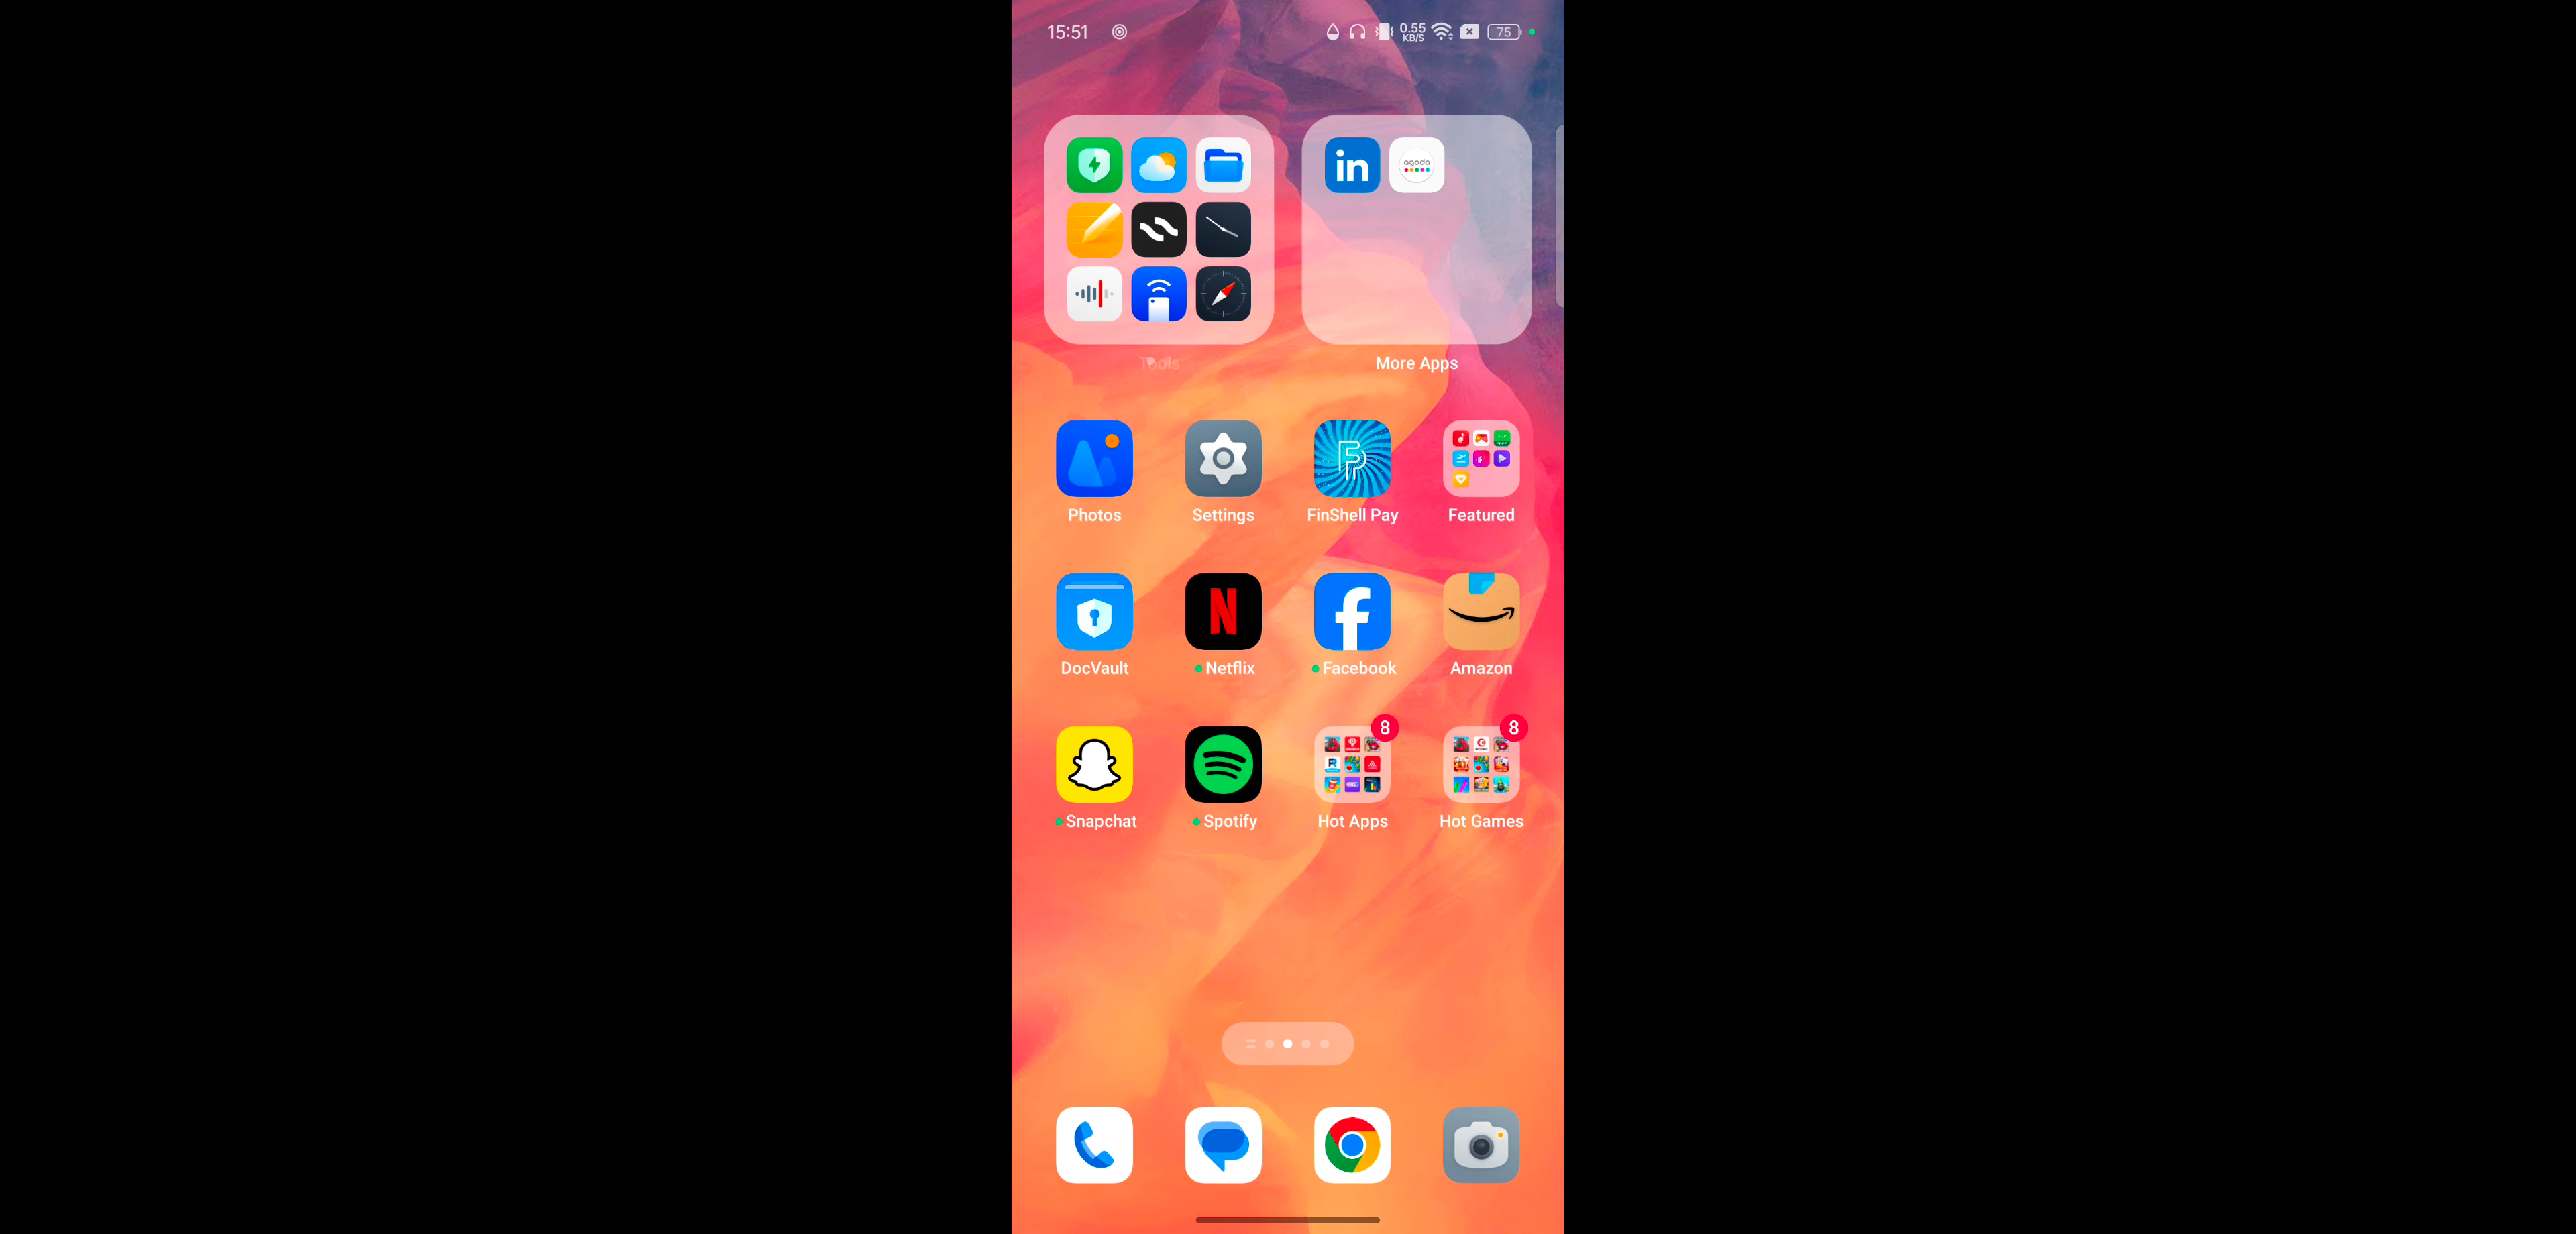 15:51
0.55
KB/S
75
in
agoda
Tools
More Apps
Photos
Settings
FinShell Pay
Featured
DocVault
Netflix
Facebook
Amazon
8
8
Snapchat
Spotify
Hot Apps
Hot Games